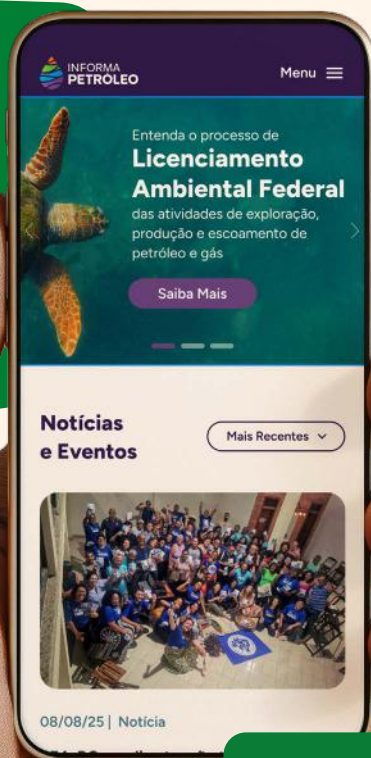 INFORMA
PETRÓLEO
Menu
Entenda o processo de
Licenciamento
Ambiental Federal
das atividades de exploração,
produção e escoamento de
petróleo e gás
Saiba Mais
Notícias
e Eventos
Mais Recentes
08/08/25 | Notícia